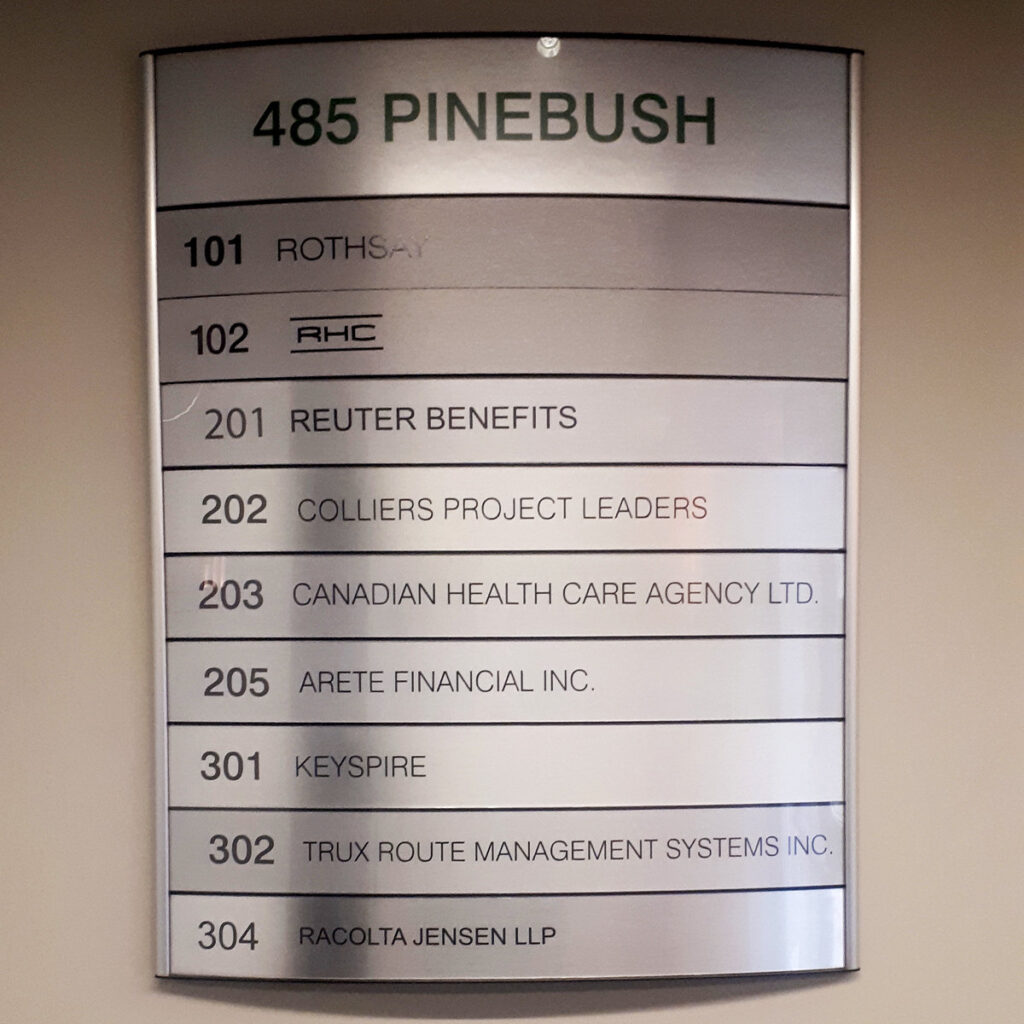 485 PINEBUSH
101 ROTHSAY
102 RHC
201 REUTER BENEFITS
202 COLLIERS PROJECT LEADERS
203 CANADIAN HEALTH CARE AGENCY LTD.
205 ARETE FINANCIAL INC.
301 KEYSPIRE
302 TRUX ROUTE MANAGEMENT SYSTEMS INC.
304 RACOLTA JENSEN LLP